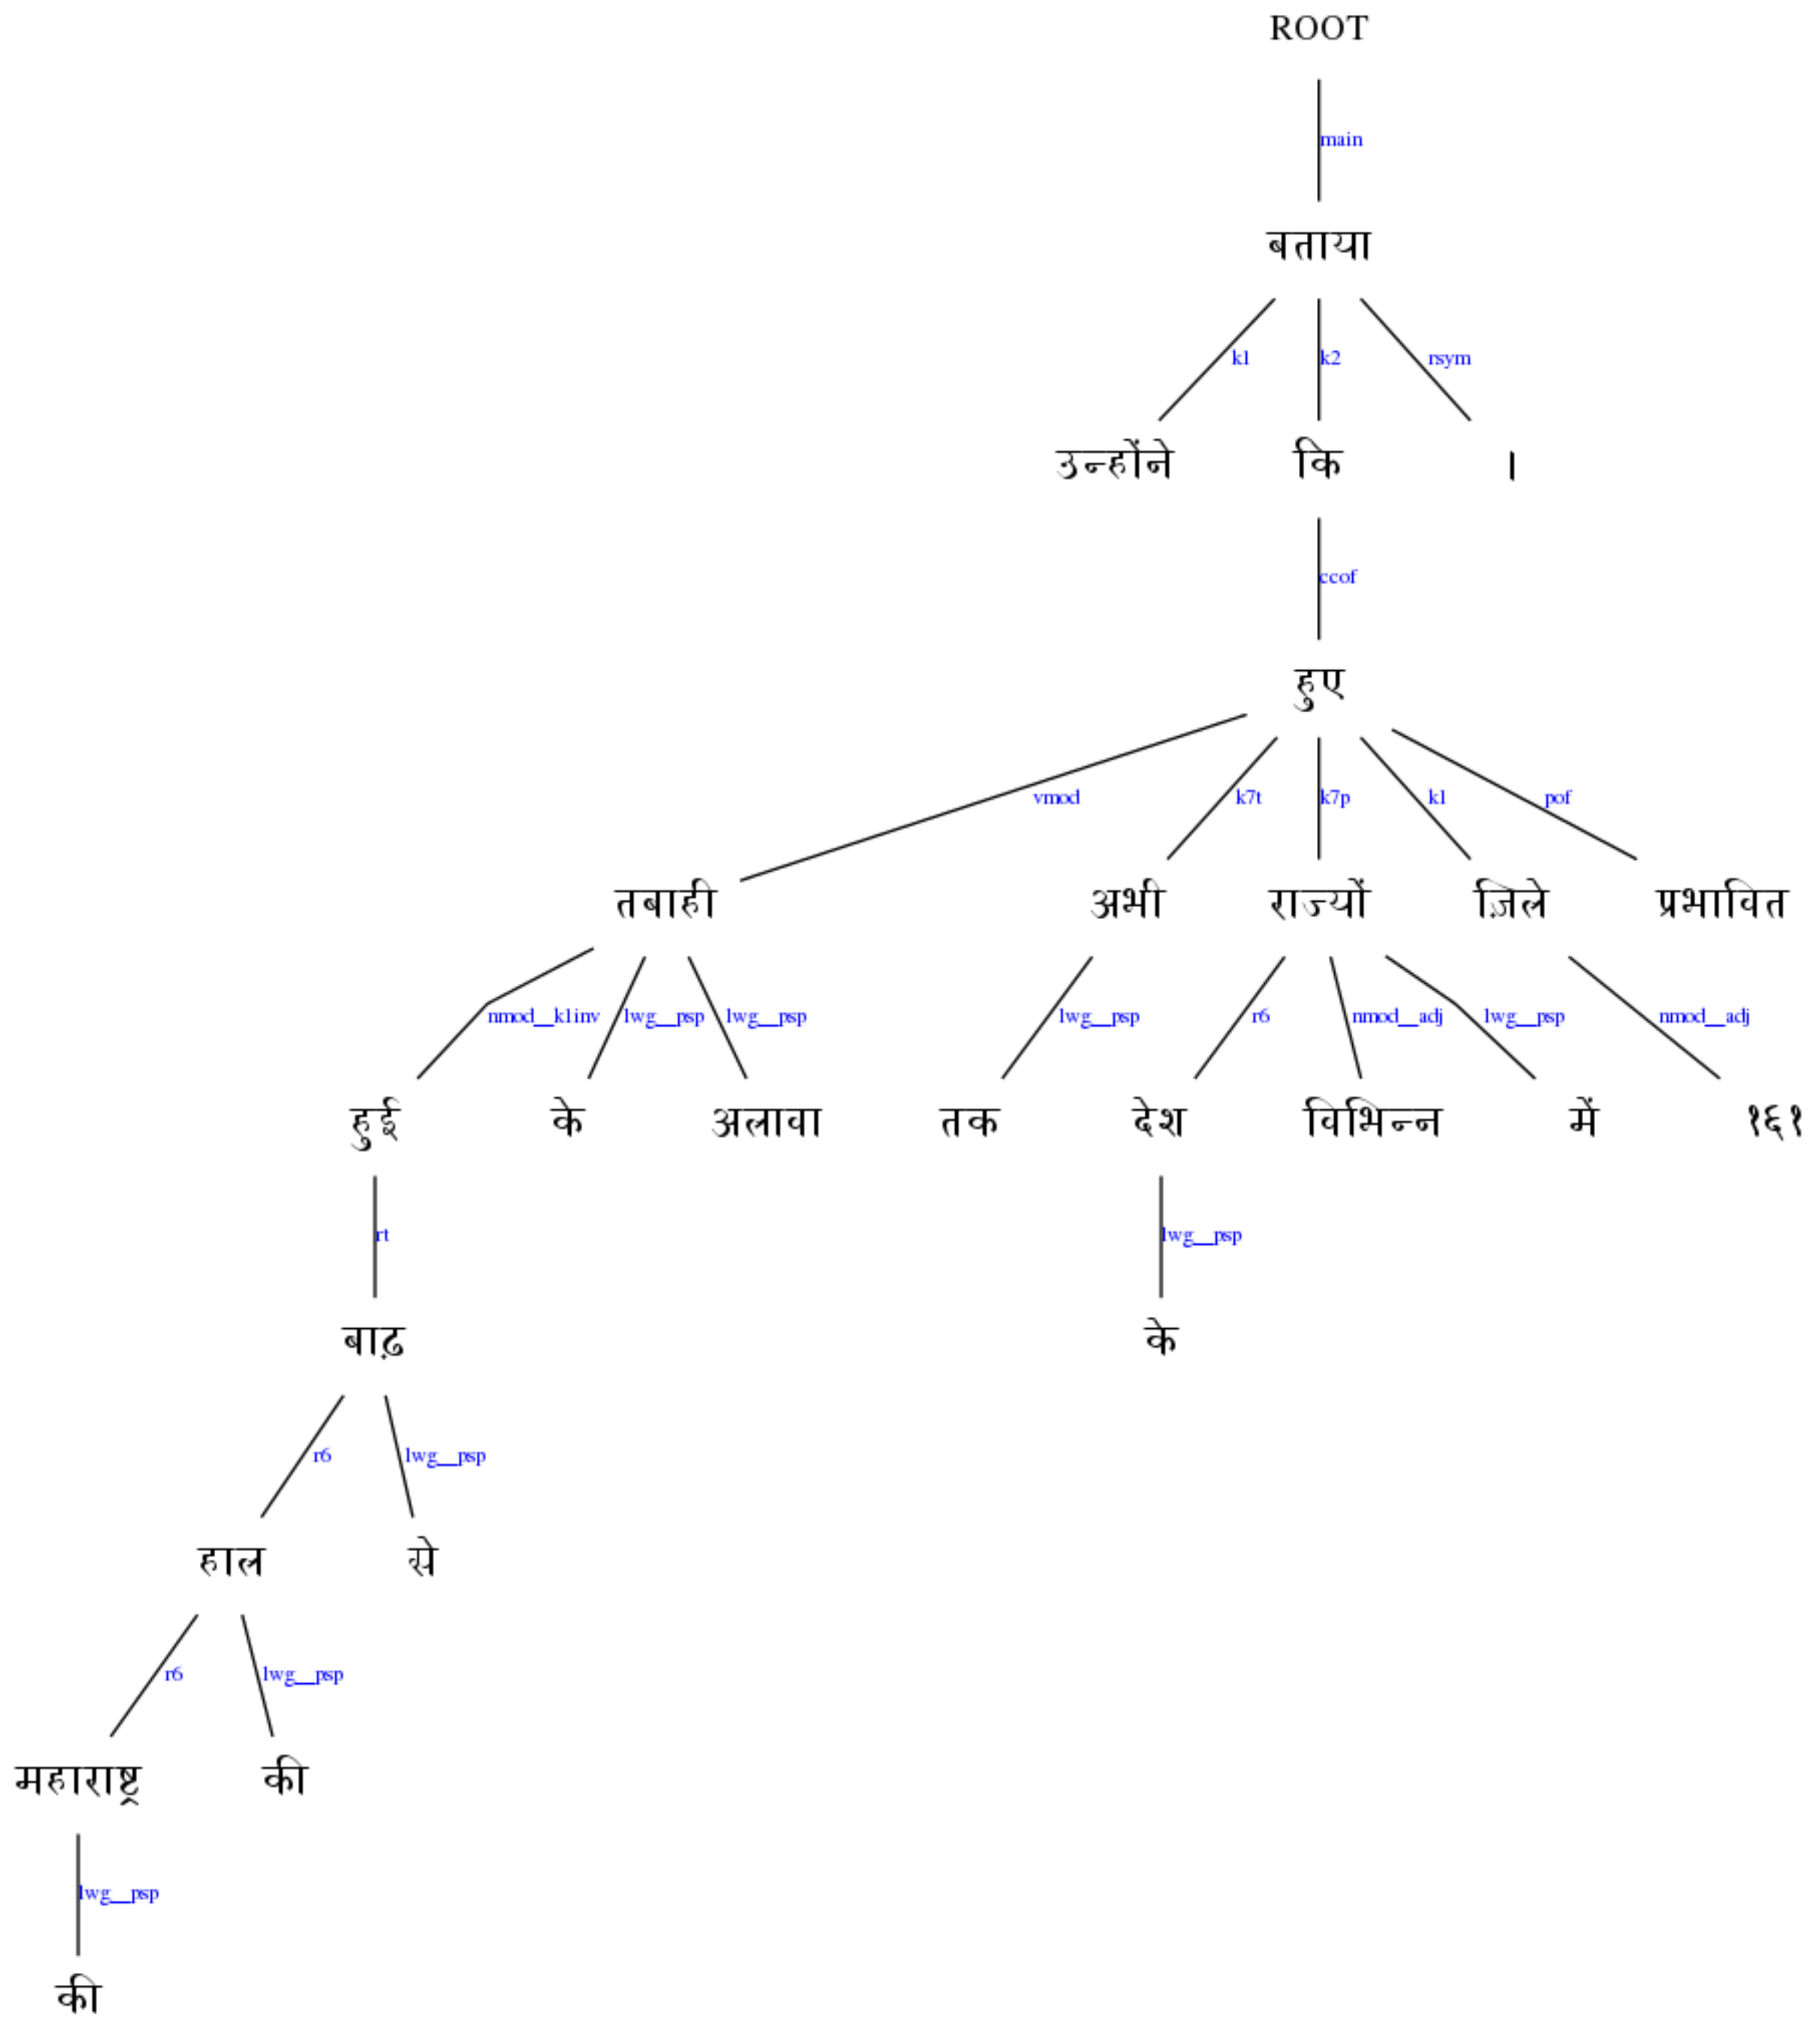 ROOT
main
बताया
k1 k2 rsym
उन्होंने कि ।
ccof
हुए
vmod k7t k7p k1 pof
तबाही अभी राज्यों ज़िले प्रभावित
nmod__k1inv lwg__psp lwg__psp lwg__psp r6 nmod__adj lwg__psp nmod__adj
हुई के अलावा तक देश विभिन्न में १६१
rt lwg__psp
बाढ़ के
r6 lwg__psp
हाल से
r6 lwg__psp
महाराष्ट्र की
lwg__psp
की